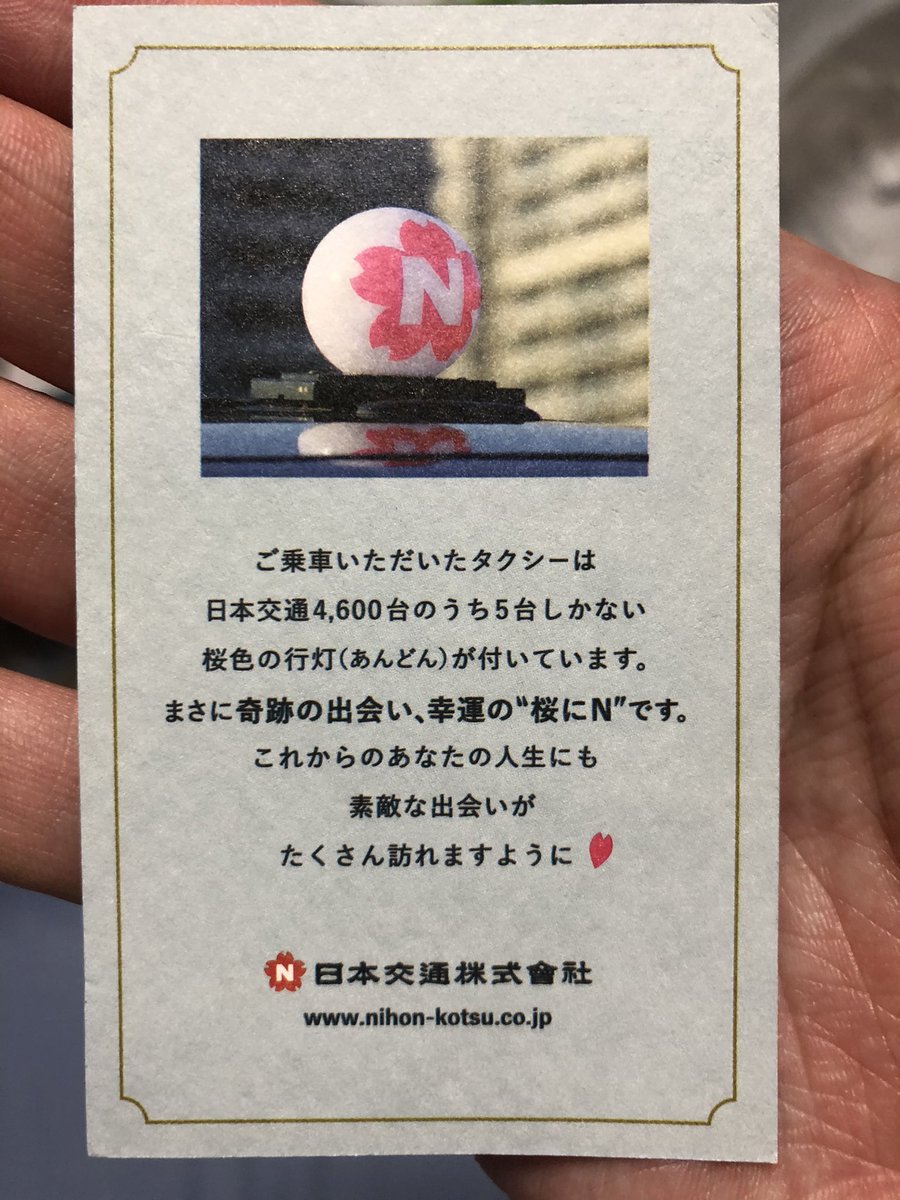 N
ご乗車いただいたタクシーは
日本交通4,600台のうち5台しかない
桜色の行灯(あんどん)が付いています。
まさに奇跡の出会い、幸運の“桜にN”です。
これからのあなたの人生にも
素敵な出会いが
たくさん訪れますように
N 日本交通株式會社
www.nihon-kotsu.co.jp